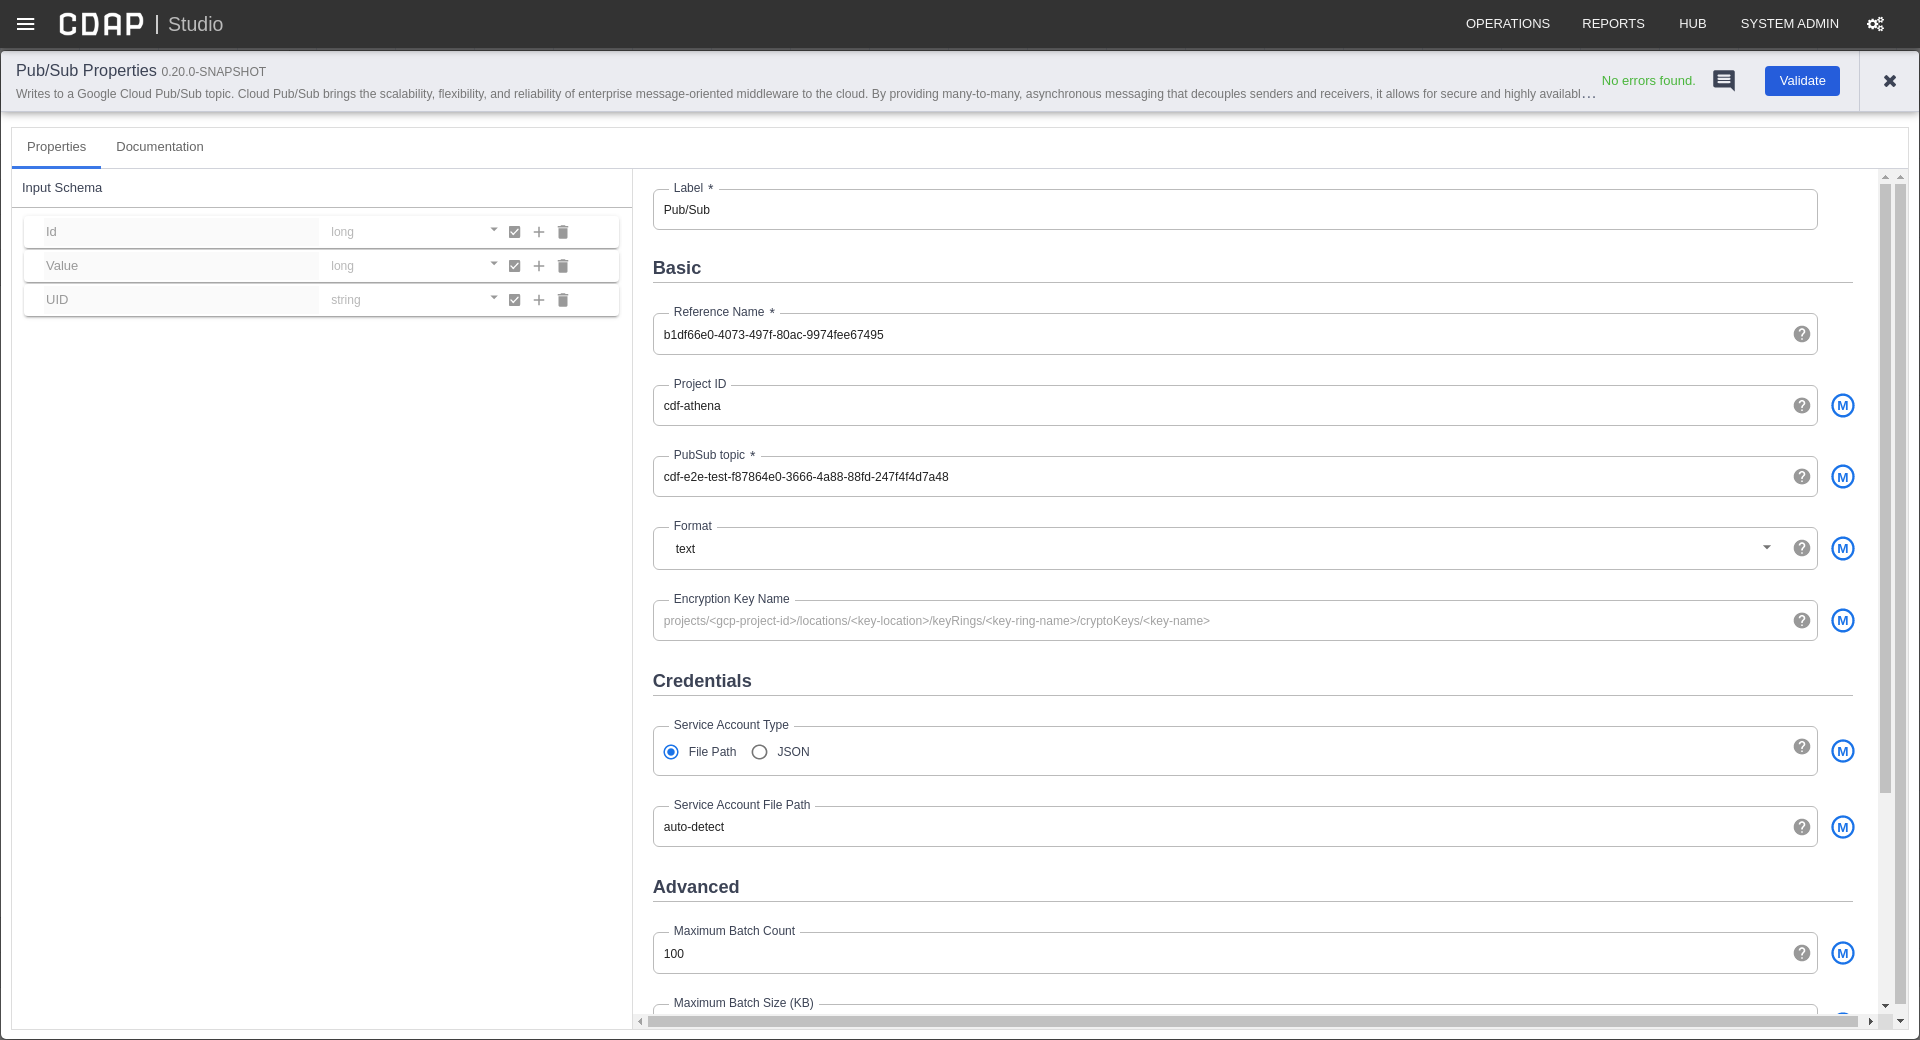 CDAP | Studio
OPERATIONS REPORTS HUB SYSTEM ADMIN
Pub/Sub Properties 0.20.0-SNAPSHOT
Writes to a Google Cloud Pub/Sub topic. Cloud Pub/Sub brings the scalability, flexibility, and reliability of enterprise message-oriented middleware to the cloud. By providing many-to-many, asynchronous messaging that decouples senders and receivers, it allows for secure and highly availabl...
No errors found.
Validate
Properties Documentation
Input Schema
Id long
Value long
UID string
Label *
Pub/Sub
Basic
Reference Name *
b1df66e0-4073-497f-80ac-9974fee67495
Project ID
cdf-athena
M
PubSub topic *
cdf-e2e-test-f87864e0-3666-4a88-88fd-247f4f4d7a48
M
Format
text
M
Encryption Key Name
projects/<gcp-project-id>/locations/<key-location>/keyRings/<key-ring-name>/cryptoKeys/<key-name>
M
Credentials
Service Account Type
File Path JSON
M
Service Account File Path
auto-detect
M
Advanced
Maximum Batch Count
100
M
Maximum Batch Size (KB)